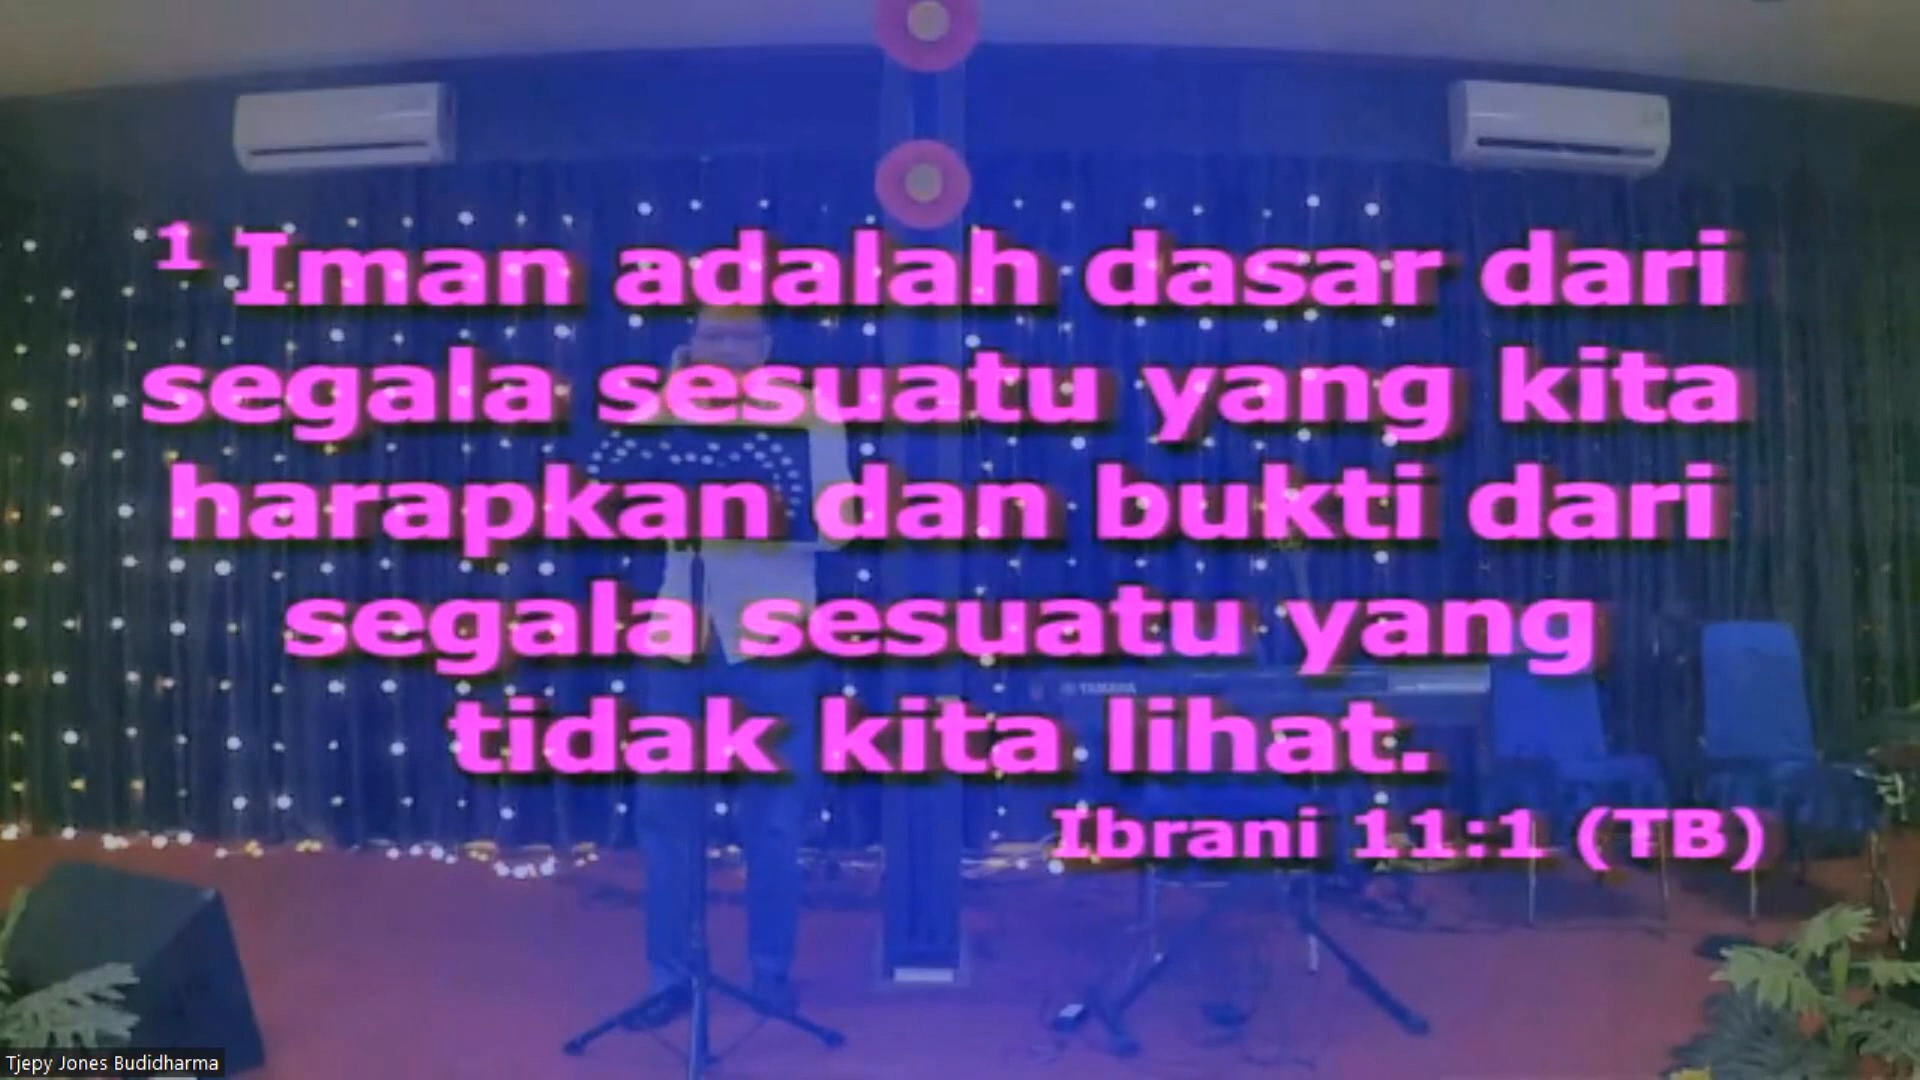 ¹ Iman adalah dasar dari
segala sesuatu yang kita
harapkan dan bukti dari
segala sesuatu yang
tidak kita lihat.
Ibrani 11:1 (TB)
YAMAHA
Tjepy Jones Budidharma